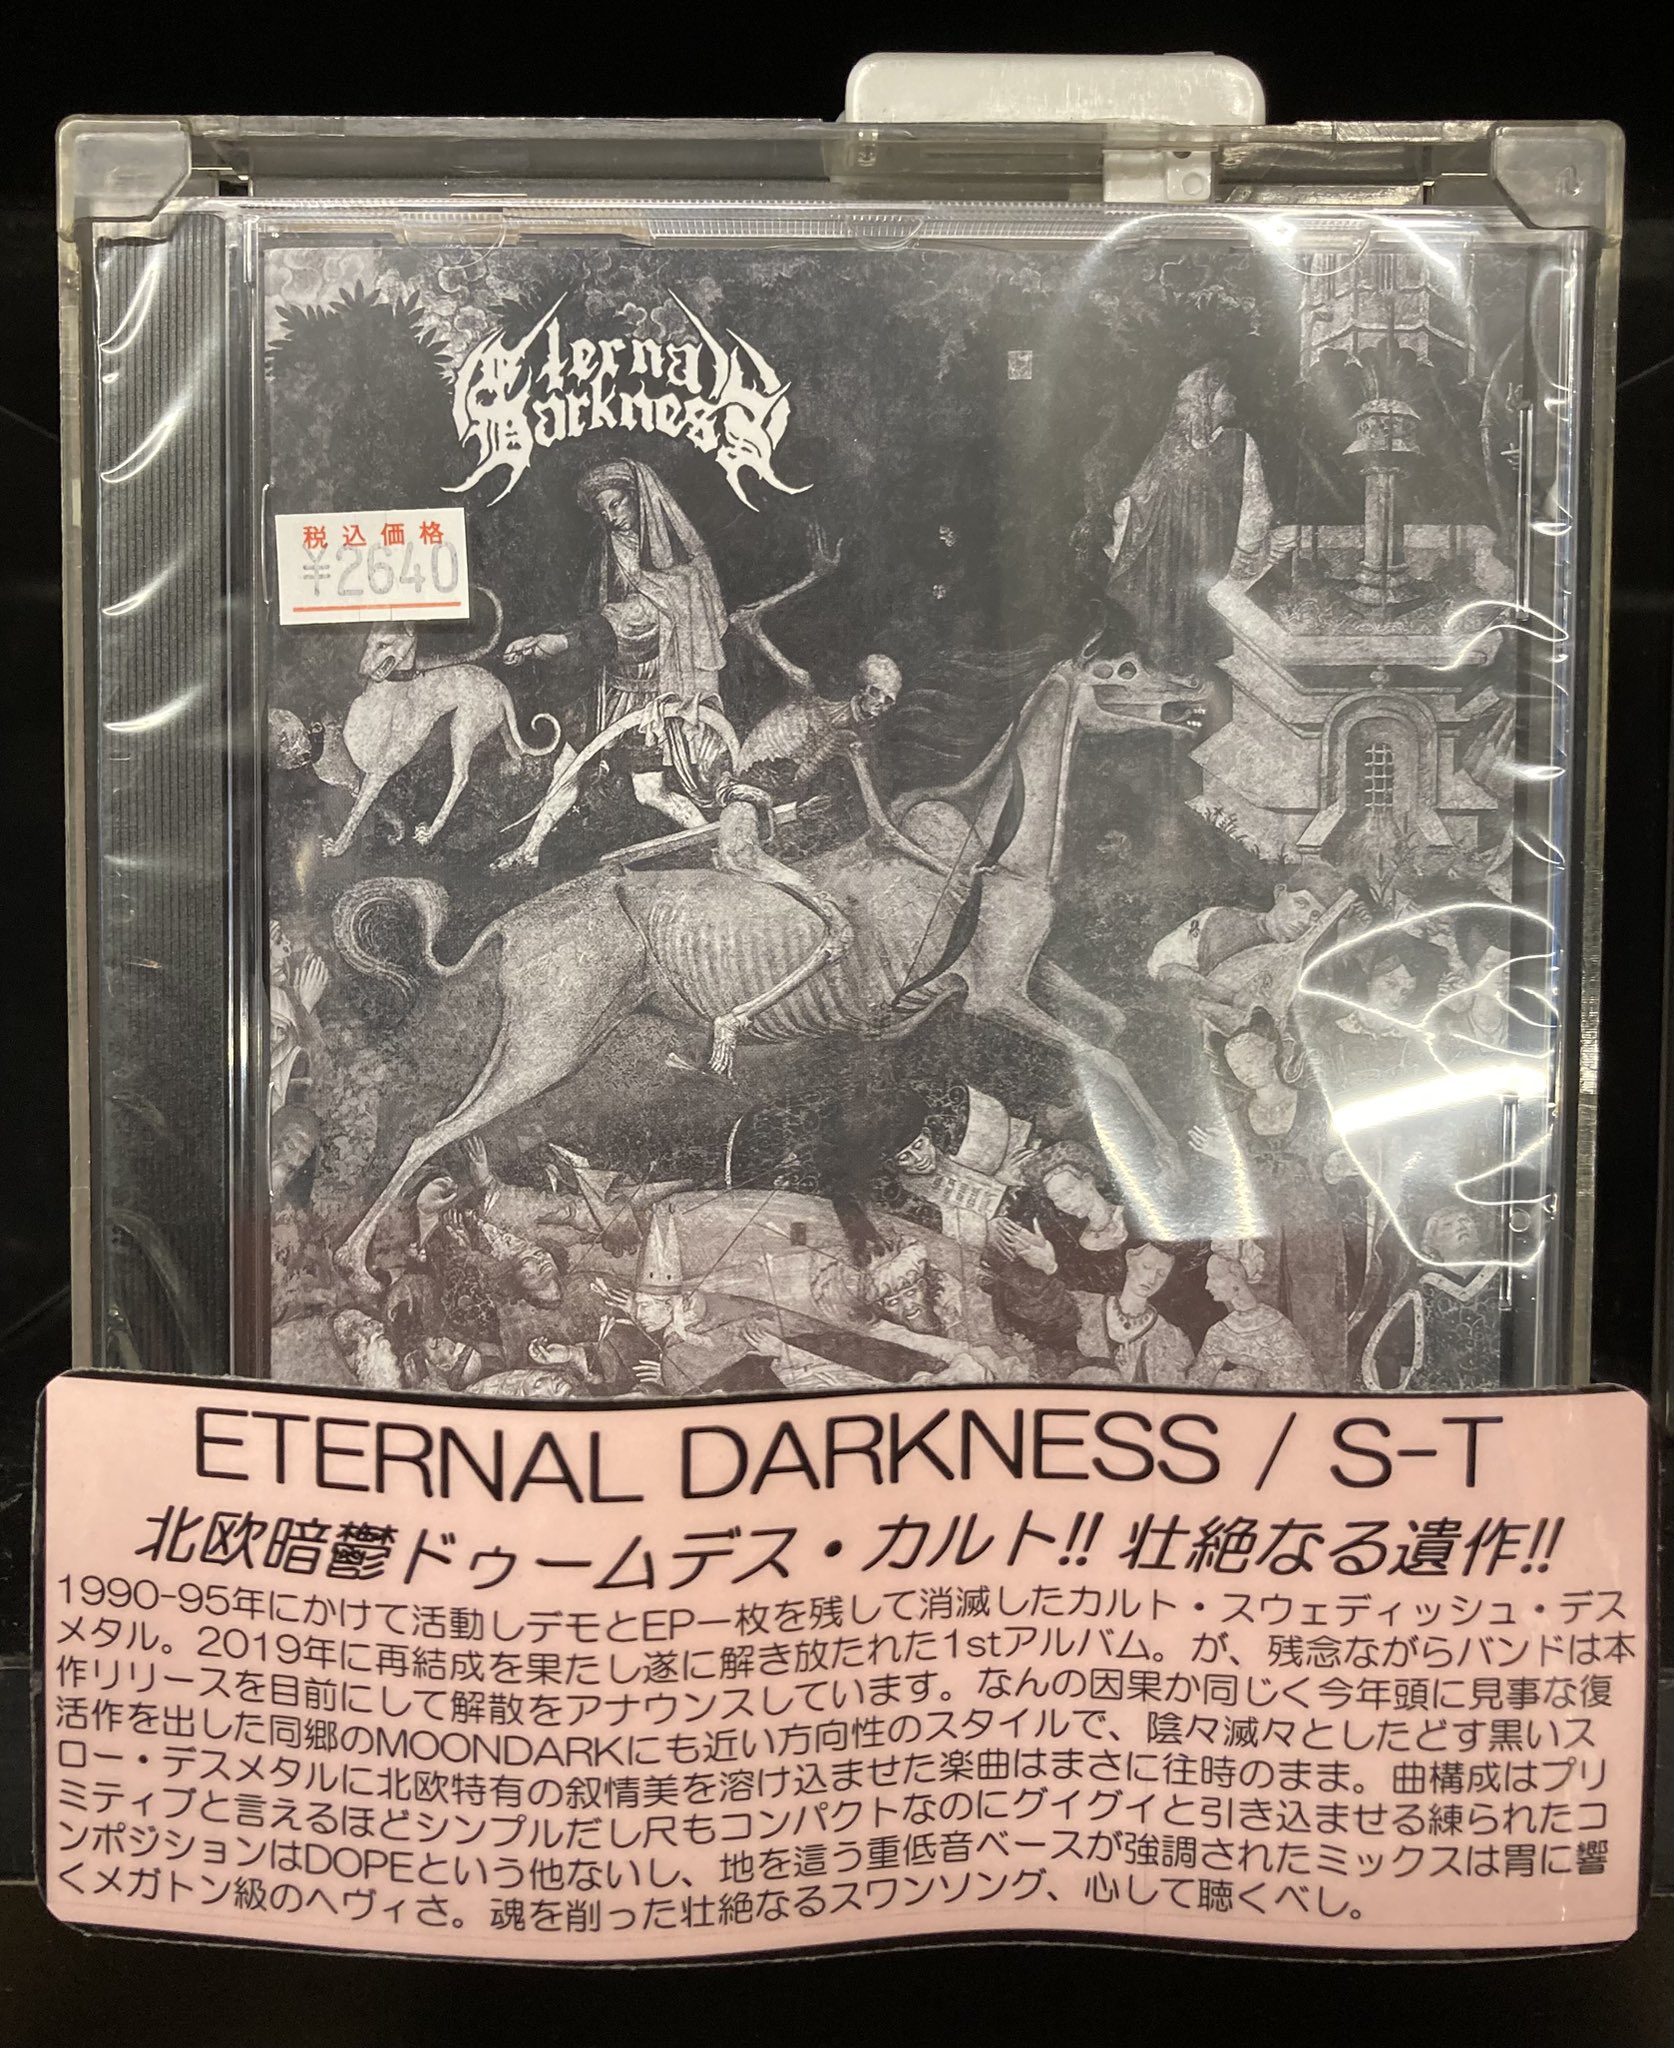 Eternal
Darkness
税込価格
¥2640
ETERNAL DARKNESS / S-T
北欧暗鬱ドゥームデス・カルト!! 壮絶なる遺作!!
1990-95年にかけて活動しデモとEP一枚を残して消滅したカルト・スウェディッシュ・デス
メタル。2019年に再結成を果たし遂に解き放たれた1stアルバム。が、残念ながらバンドは本
作リリースを目前にして解散をアナウンスしています。なんの因果か同じく今年頭に見事な復
活作を出した同郷のMOONDARKにも近い方向性のスタイルで、陰々滅々としたどす黒いス
ロー・デスメタルに北欧特有の叙情美を溶け込ませた楽曲はまさに往時のまま。曲構成はプリ
ミティブと言えるほどシンプルだし尺もコンパクトなのにグイグイと引き込ませる練られたコ
ンポジションはDOPEという他ないし、地を這う重低音ベースが強調されたミックスは胃に響
くメガトン級のヘヴィさ。魂を削った壮絶なるスワンソング、心して聴くべし。